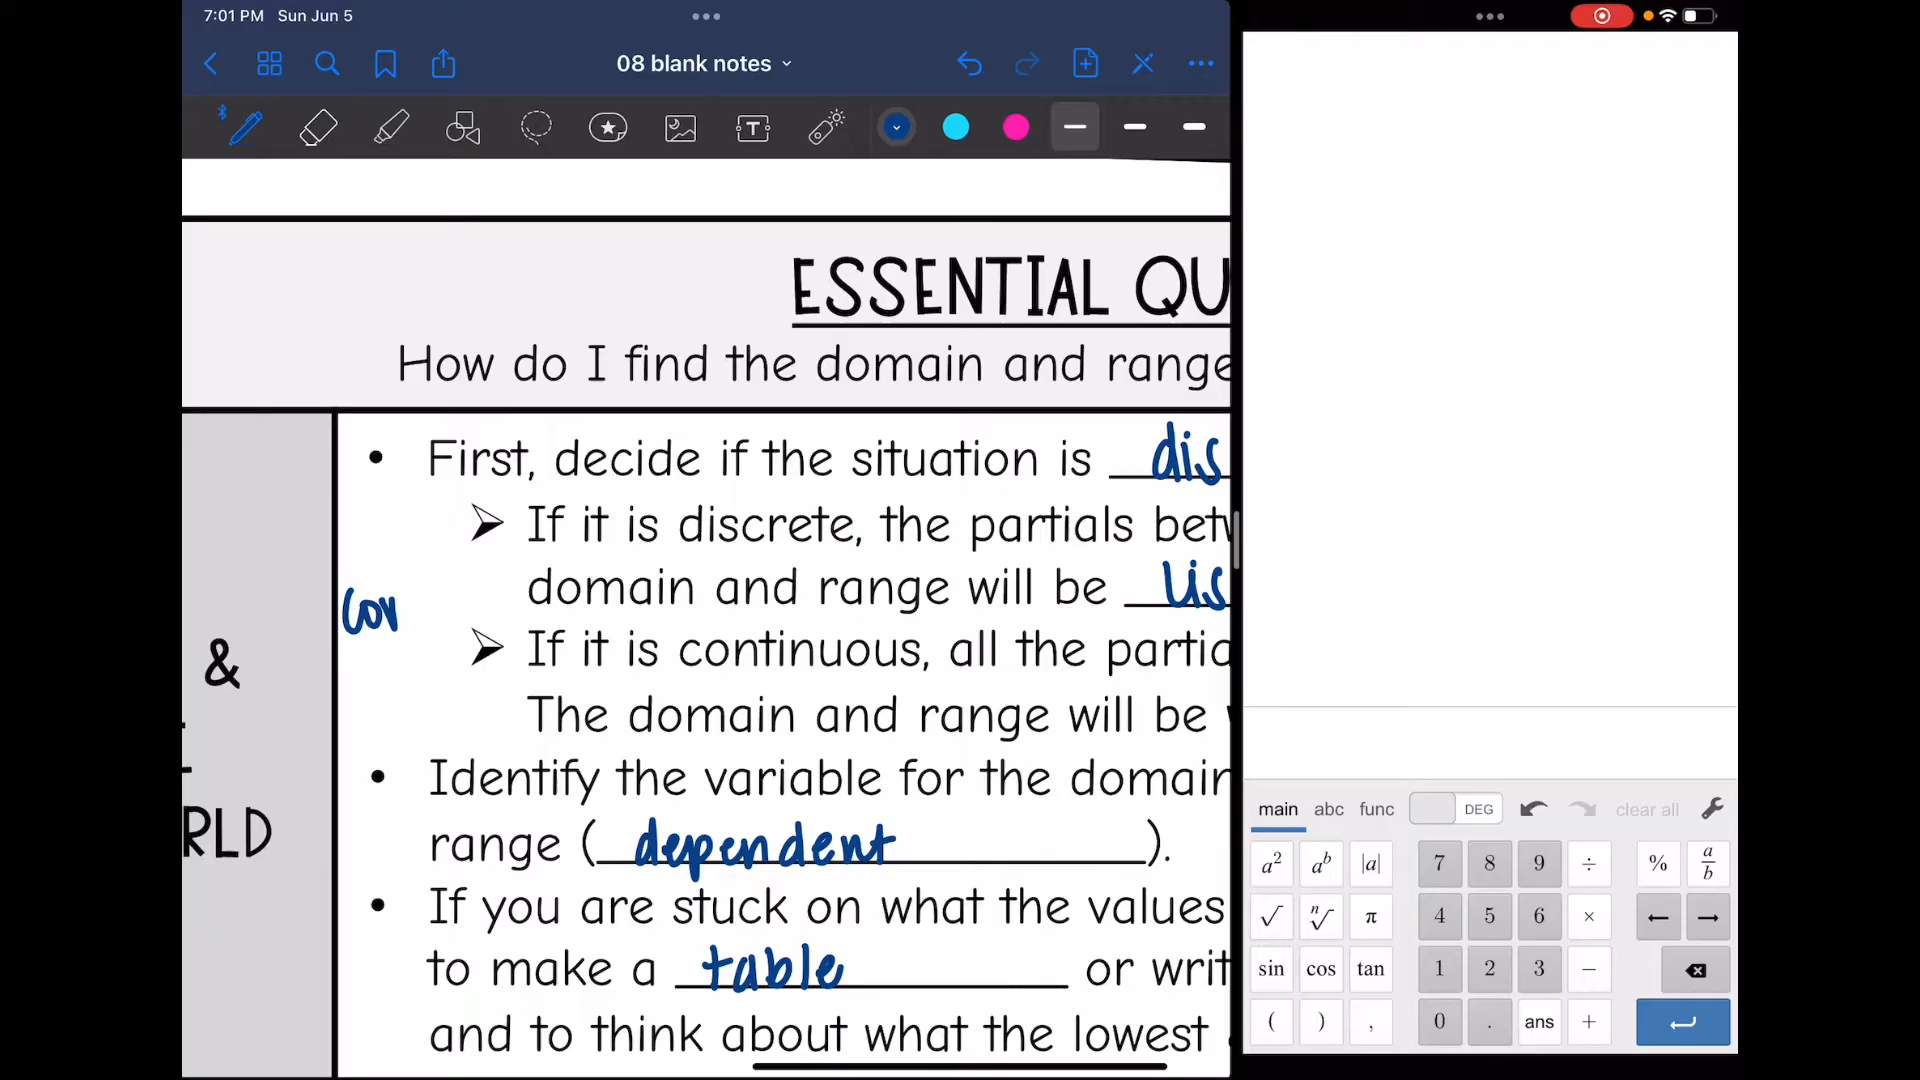 7:01 PM Sun Jun 5
08 blank notes
ESSENTIAL QU
How do I find the domain and range
• First, decide if the situation is dis
➢ If it is discrete, the partials betw
domain and range will be lis
cov
➢ If it is continuous, all the partia
&
The domain and range will be
• Identify the variable for the domain
RLD
range (dependent).
• If you are stuck on what the values
to make a table or writ
and to think about what the lowest
main abc func DEG clear all
a² aᵇ |a| 7 8 9 ÷ % a/b
√ ⁿ√ π 4 5 6 × ← →
sin cos tan 1 2 3 −
( ) , 0 . ans +